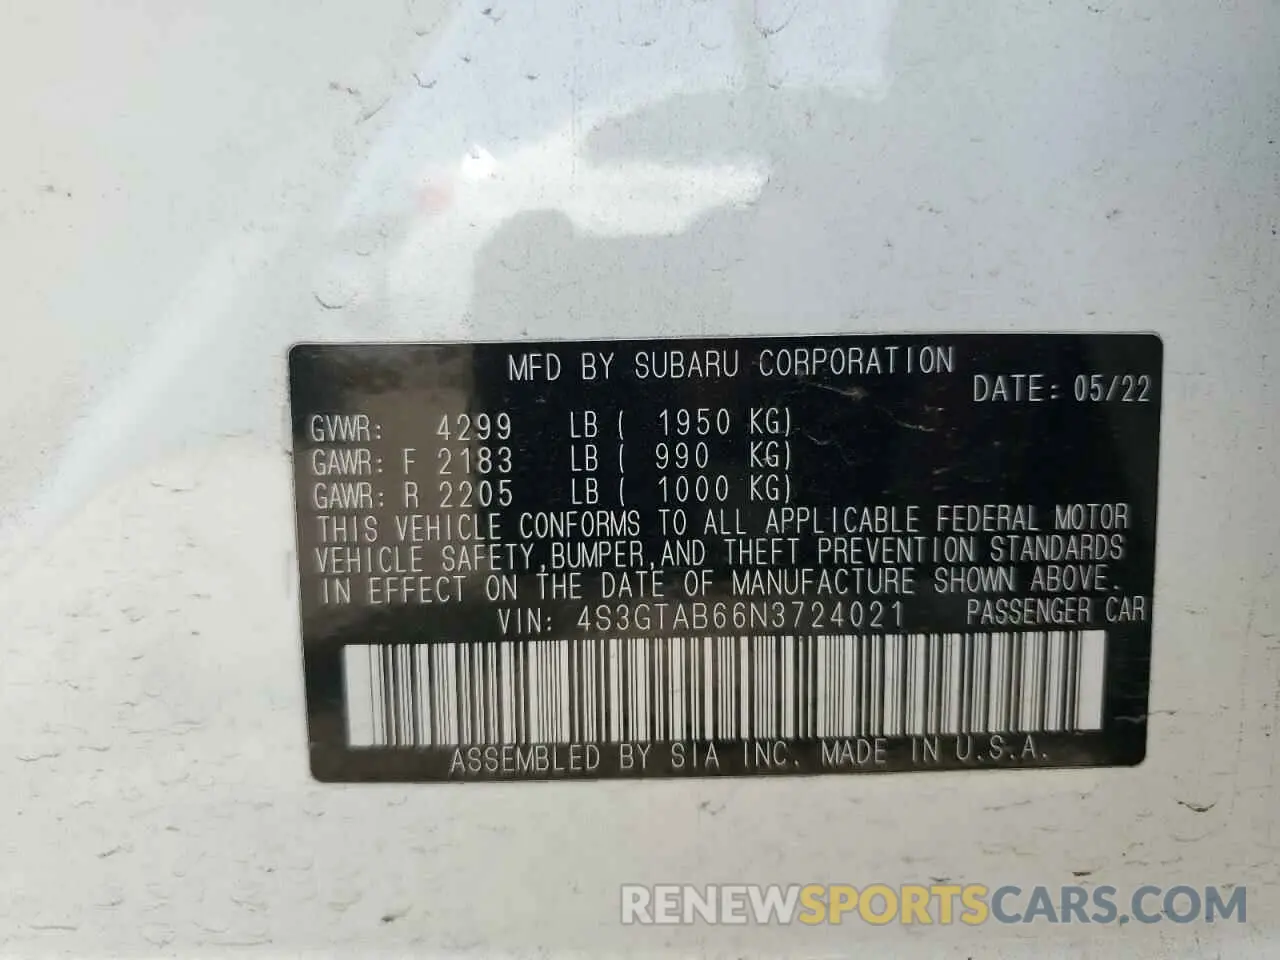 MFD BY SUBARU CORPORATION
DATE: 05/22
GVWR: 4299 LB ( 1950 KG)
GAWR: F 2183 LB ( 990 KG)
GAWR: R 2205 LB ( 1000 KG)
THIS VEHICLE CONFORMS TO ALL APPLICABLE FEDERAL MOTOR
VEHICLE SAFETY, BUMPER, AND THEFT PREVENTION STANDARDS
IN EFFECT ON THE DATE OF MANUFACTURE SHOWN ABOVE.
VIN: 4S3GTAB66N3724021 PASSENGER CAR
ASSEMBLED BY SIA INC. MADE IN U.S.A.
RENEWSPORTSCARS.COM